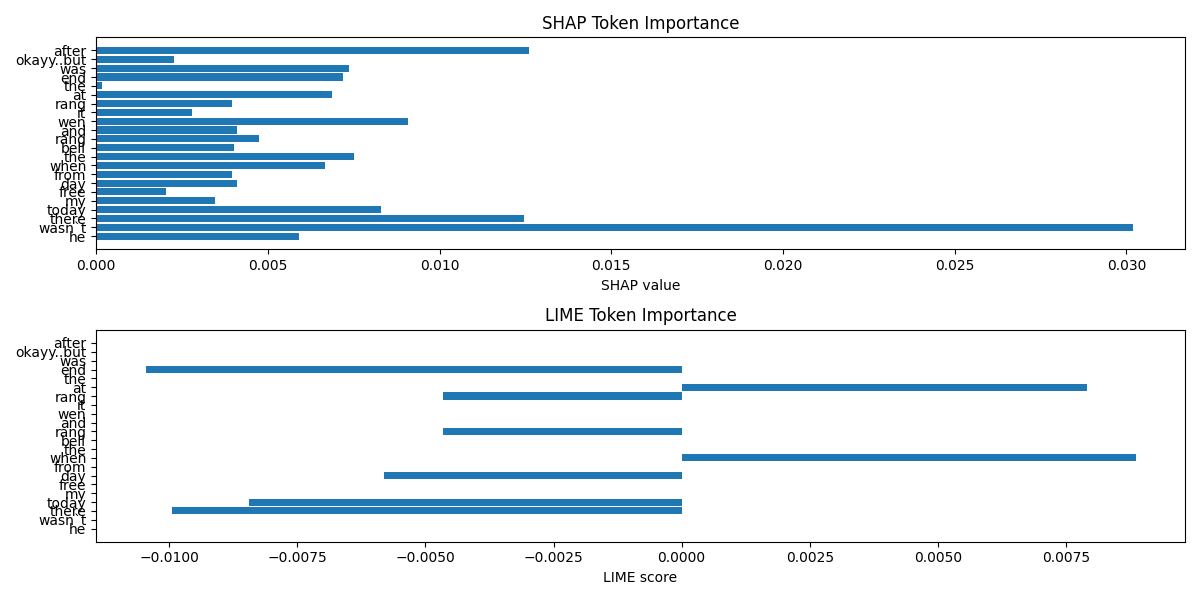 SHAP Token Importance
after
okayy..but
was
end
the
at
rang
it
wen
and
rang
bell
the
when
from
day
free
my
today
there
wasn´t
he
0.000 0.005 0.010 0.015 0.020 0.025 0.030
SHAP value
LIME Token Importance
after
okayy..but
was
end
the
at
rang
it
wen
and
rang
bell
the
when
from
day
free
my
today
there
wasn´t
he
−0.0100 −0.0075 −0.0050 −0.0025 0.0000 0.0025 0.0050 0.0075
LIME score